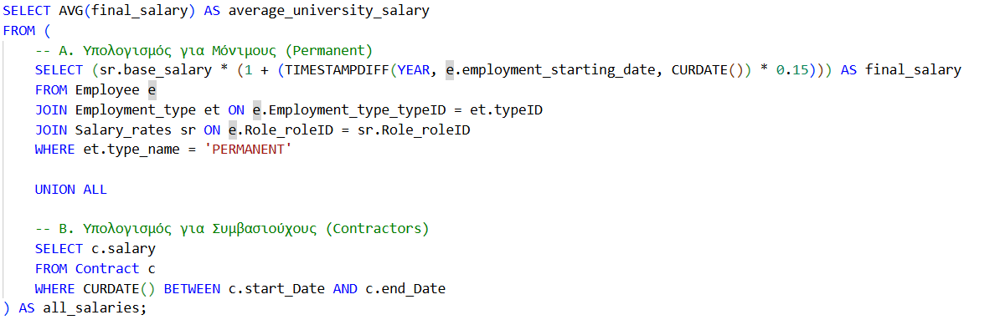 SELECT AVG(final_salary) AS average_university_salary
FROM (
-- Α. Υπολογισμός για Μόνιμους (Permanent)
SELECT (sr.base_salary * (1 + (TIMESTAMPDIFF(YEAR, e.employment_starting_date, CURDATE()) * 0.15))) AS final_salary
FROM Employee e
JOIN Employment_type et ON e.Employment_type_typeID = et.typeID
JOIN Salary_rates sr ON e.Role_roleID = sr.Role_roleID
WHERE et.type_name = 'PERMANENT'
UNION ALL
-- Β. Υπολογισμός για Συμβασιούχους (Contractors)
SELECT c.salary
FROM Contract c
WHERE CURDATE() BETWEEN c.start_Date AND c.end_Date
) AS all_salaries;